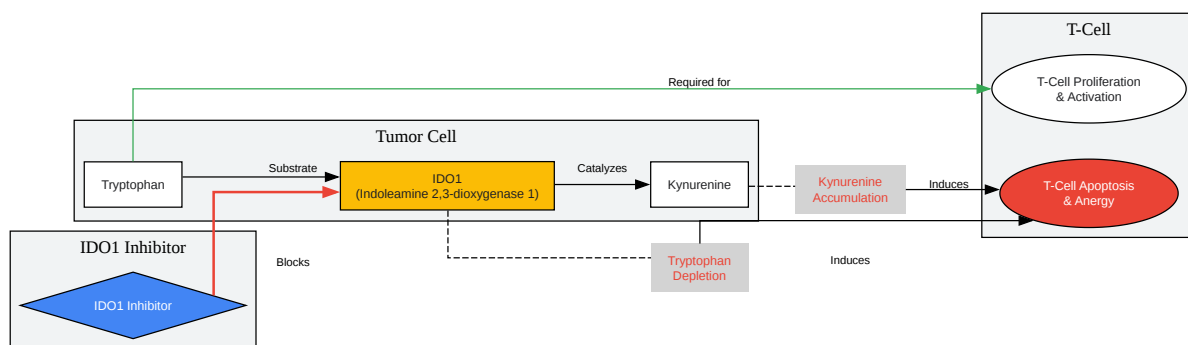 T-Cell
T-Cell Proliferation
& Activation
Required for
Tumor Cell
Tryptophan
Substrate
IDO1
(Indoleamine 2,3-dioxygenase 1)
Catalyzes
Kynurenine
Kynurenine
Accumulation
Induces
T-Cell Apoptosis
& Anergy
IDO1 Inhibitor
Blocks
Tryptophan
Depletion
Induces
IDO1 Inhibitor